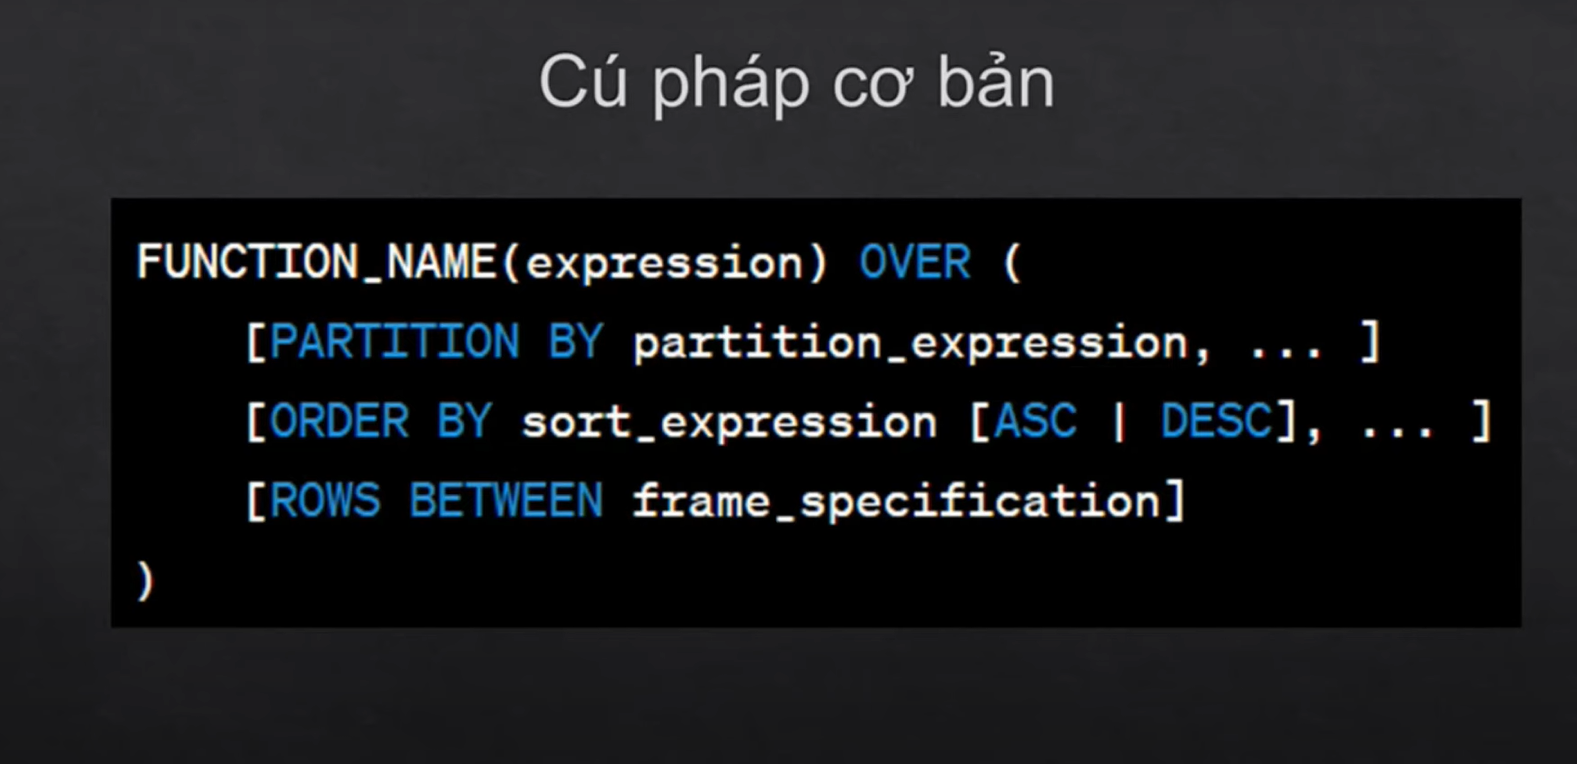 Cú pháp cơ bản
FUNCTION_NAME(expression) OVER (
[PARTITION BY partition_expression, ... ]
[ORDER BY sort_expression [ASC | DESC], ... ]
[ROWS BETWEEN frame_specification]
)